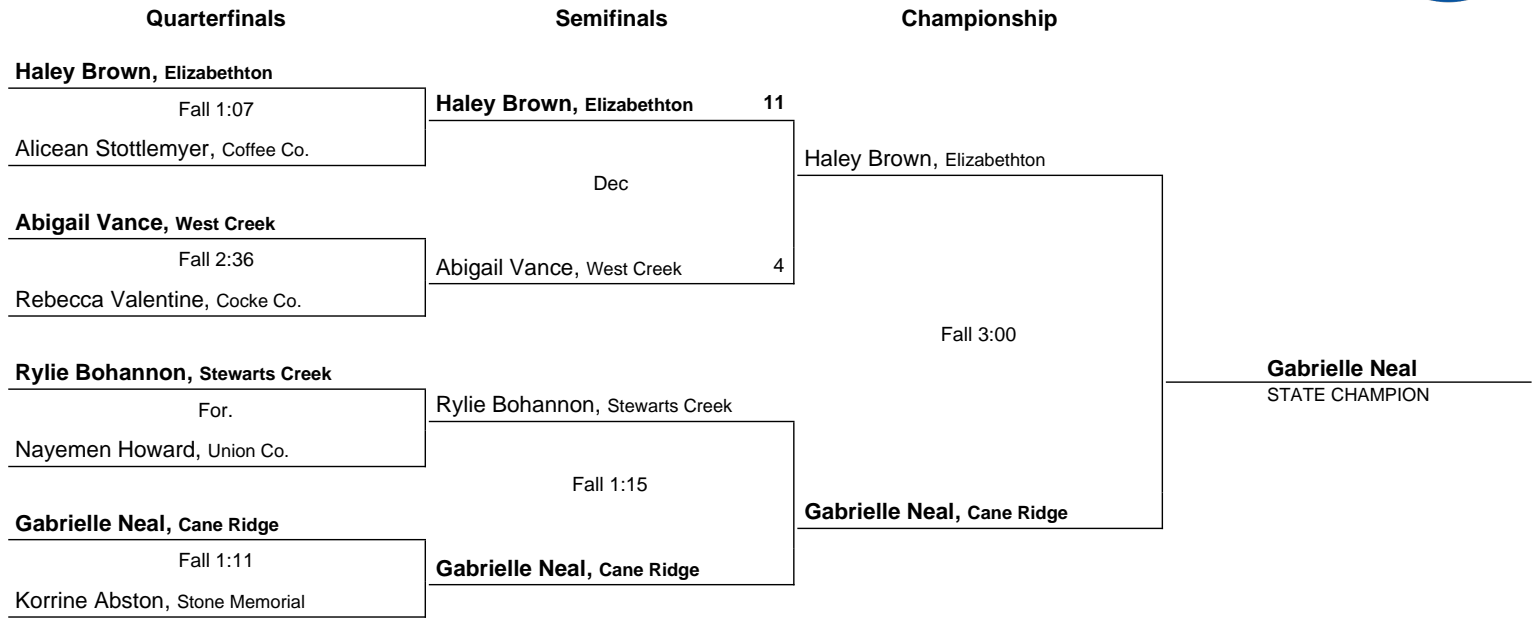 Quarterfinals Semifinals Championship
Haley Brown, Elizabethton
Fall 1:07
Alicean Stottlemyer, Coffee Co.
Abigail Vance, West Creek
Fall 2:36
Rebecca Valentine, Cocke Co.
Rylie Bohannon, Stewarts Creek
For.
Nayemen Howard, Union Co.
Gabrielle Neal, Cane Ridge
Fall 1:11
Korrine Abston, Stone Memorial
Haley Brown, Elizabethton 11
Dec
Abigail Vance, West Creek 4
Rylie Bohannon, Stewarts Creek
Fall 1:15
Gabrielle Neal, Cane Ridge
Haley Brown, Elizabethton
Fall 3:00
Gabrielle Neal, Cane Ridge
Gabrielle Neal
STATE CHAMPION